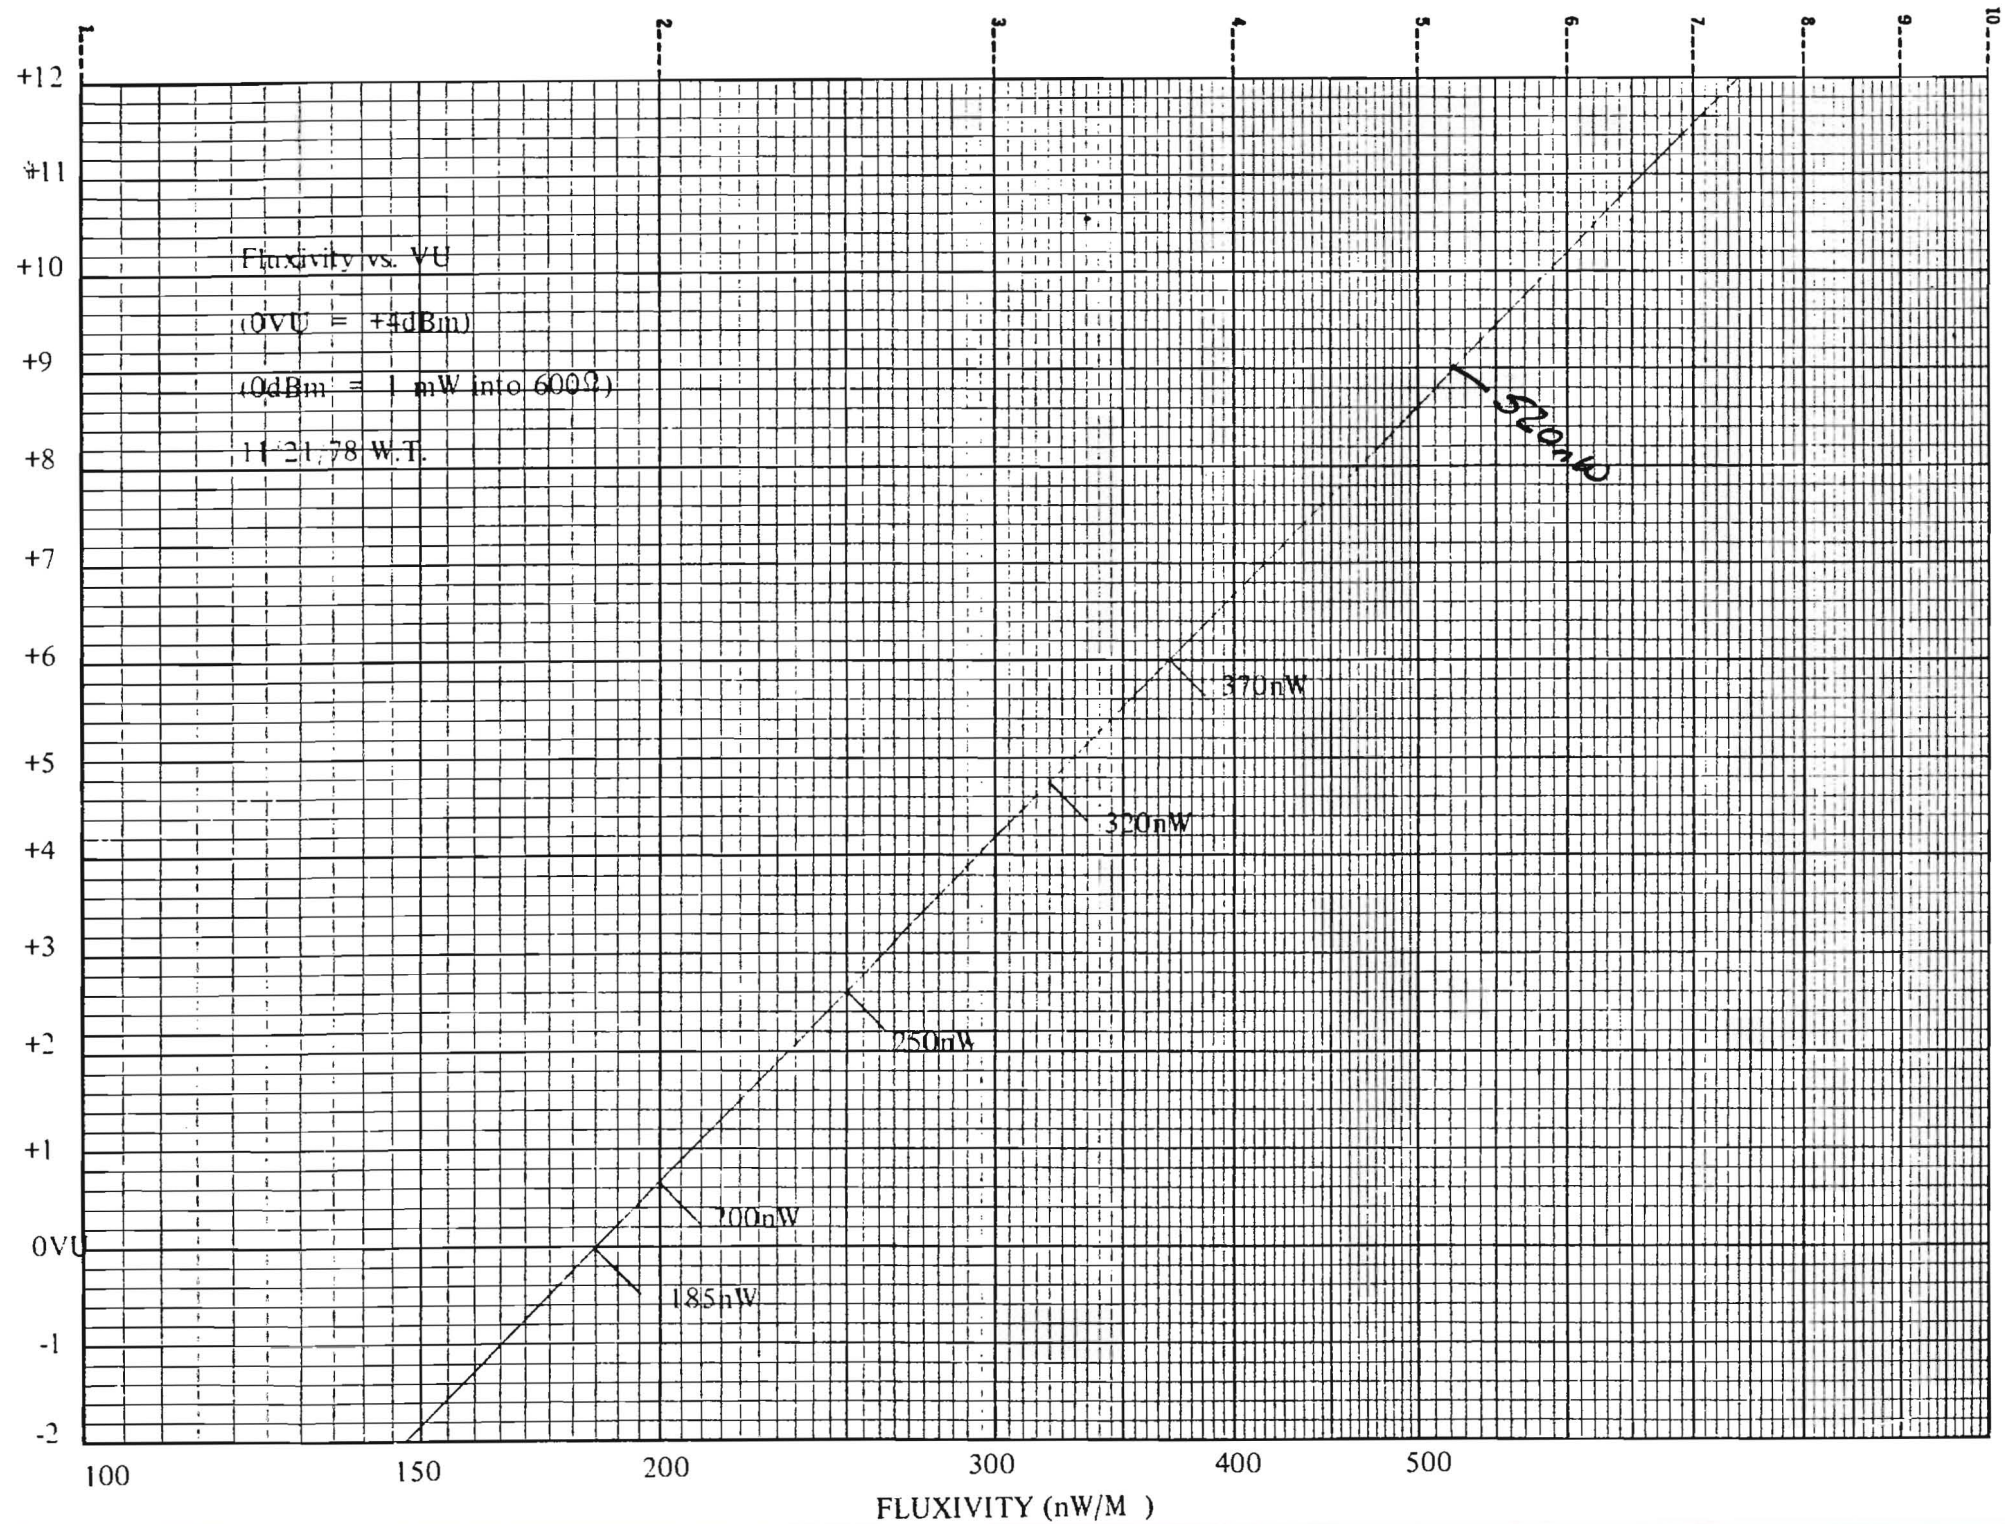 1 2 3 4 5 6 7 8 9 10
+12
+11
+10
+9
+8
+7
+6
+5
+4
+3
+2
+1
0VU
-1
-2
Fluxivity vs. VU
(0VU = +4dBm)
(0dBm = 1 mW into 600Ω)
11/21/78 W.T.
520nW
370nW
320nW
250nW
200nW
185nW
100 150 200 300 400 500
FLUXIVITY (nW/M )